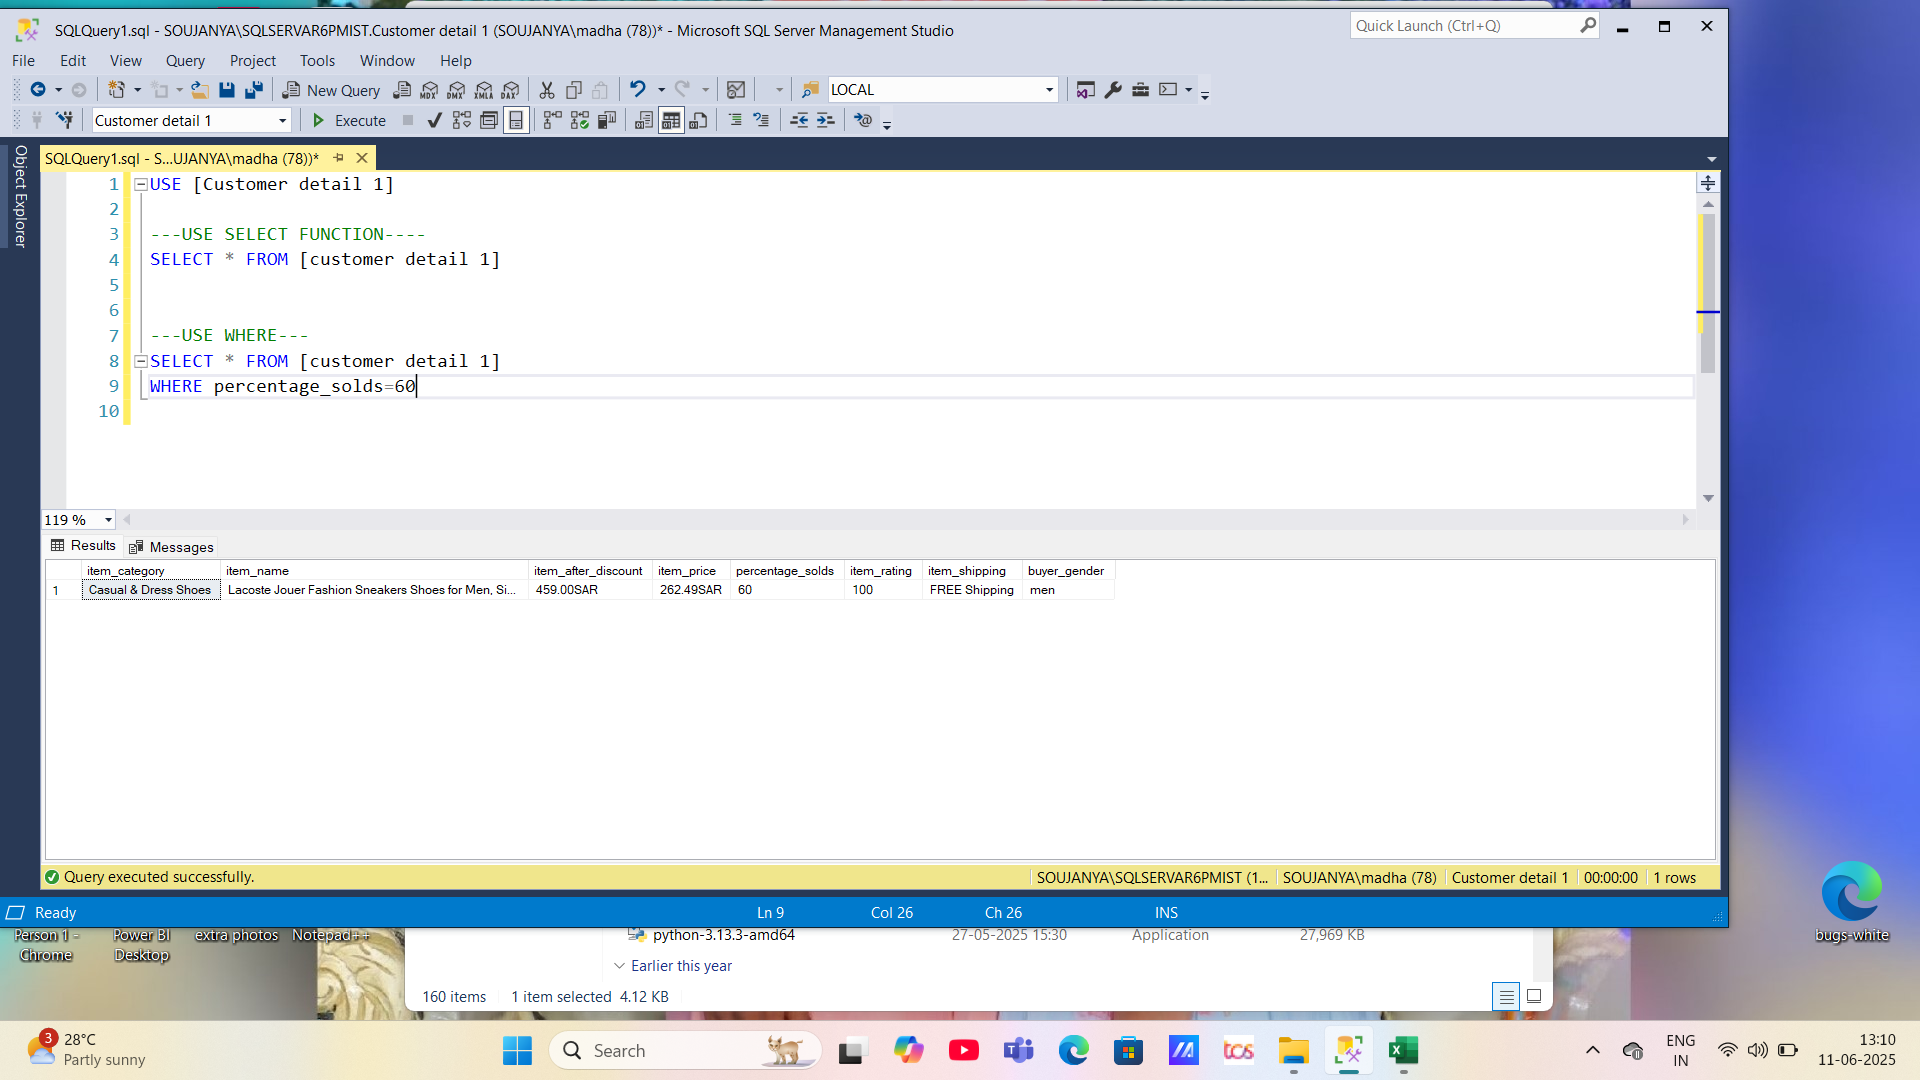 SQLQuery1.sql - SOUJANYA\SQLSERVAR6PMIST.Customer detail 1 (SOUJANYA\madha (78))* - Microsoft SQL Server Management Studio
Quick Launch (Ctrl+Q)
File Edit View Query Project Tools Window Help
New Query MDX DMX XMLA DAX LOCAL
Customer detail 1 Execute
Object Explorer
SQLQuery1.sql - S...UJANYA\madha (78))*
1 USE [Customer detail 1]
2
3 ---USE SELECT FUNCTION----
4 SELECT * FROM [customer detail 1]
5
6
7 ---USE WHERE---
8 SELECT * FROM [customer detail 1]
9 WHERE percentage_solds=60
10
119 %
Results Messages
item_category item_name item_after_discount item_price percentage_solds item_rating item_shipping buyer_gender
1 Casual & Dress Shoes Lacoste Jouer Fashion Sneakers Shoes for Men, Si... 459.00SAR 262.49SAR 60 100 FREE Shipping men
Query executed successfully. SOUJANYA\SQLSERVAR6PMIST (1... SOUJANYA\madha (78) Customer detail 1 00:00:00 1 rows
Ready Ln 9 Col 26 Ch 26 INS
Person 1 - Chrome
Power BI Desktop
extra photos
Notepad++
python-3.13.3-amd64 27-05-2025 15:30 Application 27,969 KB
Earlier this year
160 items 1 item selected 4.12 KB
bugs-white
3
28°C
Partly sunny
Search
tcs
ENG
IN
13:10
11-06-2025